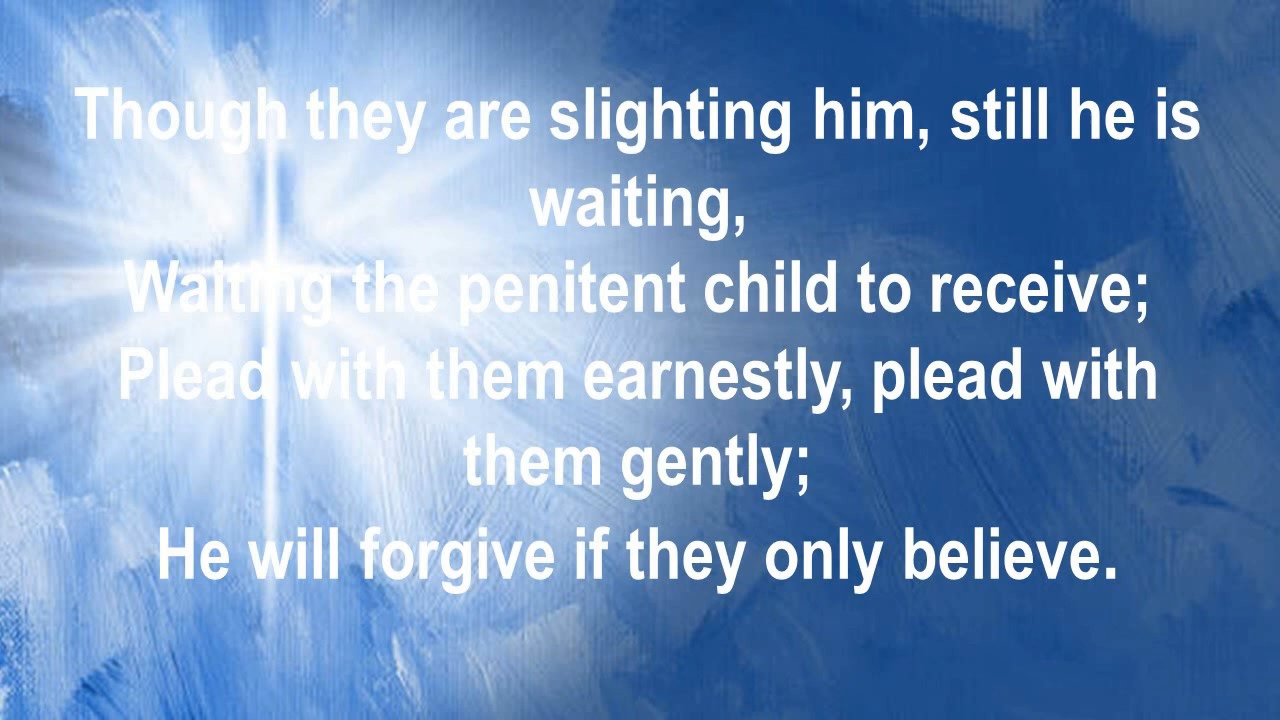 Though they are slighting him, still he is
waiting,
Waiting the penitent child to receive;
Plead with them earnestly, plead with
them gently;
He will forgive if they only believe.